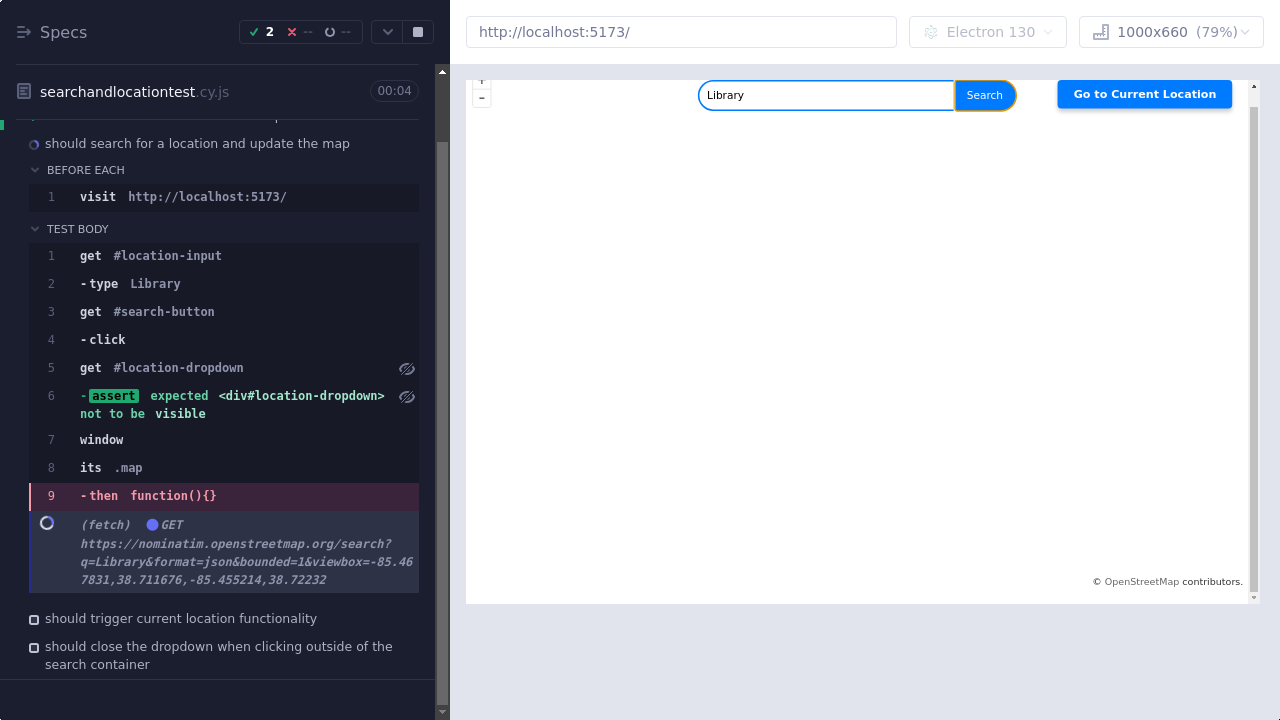 Specs
2
--
--
searchandlocationtest.cy.js
00:04
should search for a location and update the map
BEFORE EACH
1 visit http://localhost:5173/
TEST BODY
1 get #location-input
2 -type Library
3 get #search-button
4 -click
5 get #location-dropdown
6 -assert expected <div#location-dropdown>
not to be visible
7 window
8 its .map
9 -then function(){}
(fetch) GET
https://nominatim.openstreetmap.org/search?
q=Library&format=json&bounded=1&viewbox=-85.46
7831,38.711676,-85.455214,38.72232
should trigger current location functionality
should close the dropdown when clicking outside of the
search container
http://localhost:5173/
Electron 130
1000x660 (79%)
+
–
Library
Search
Go to Current Location
© OpenStreetMap contributors.